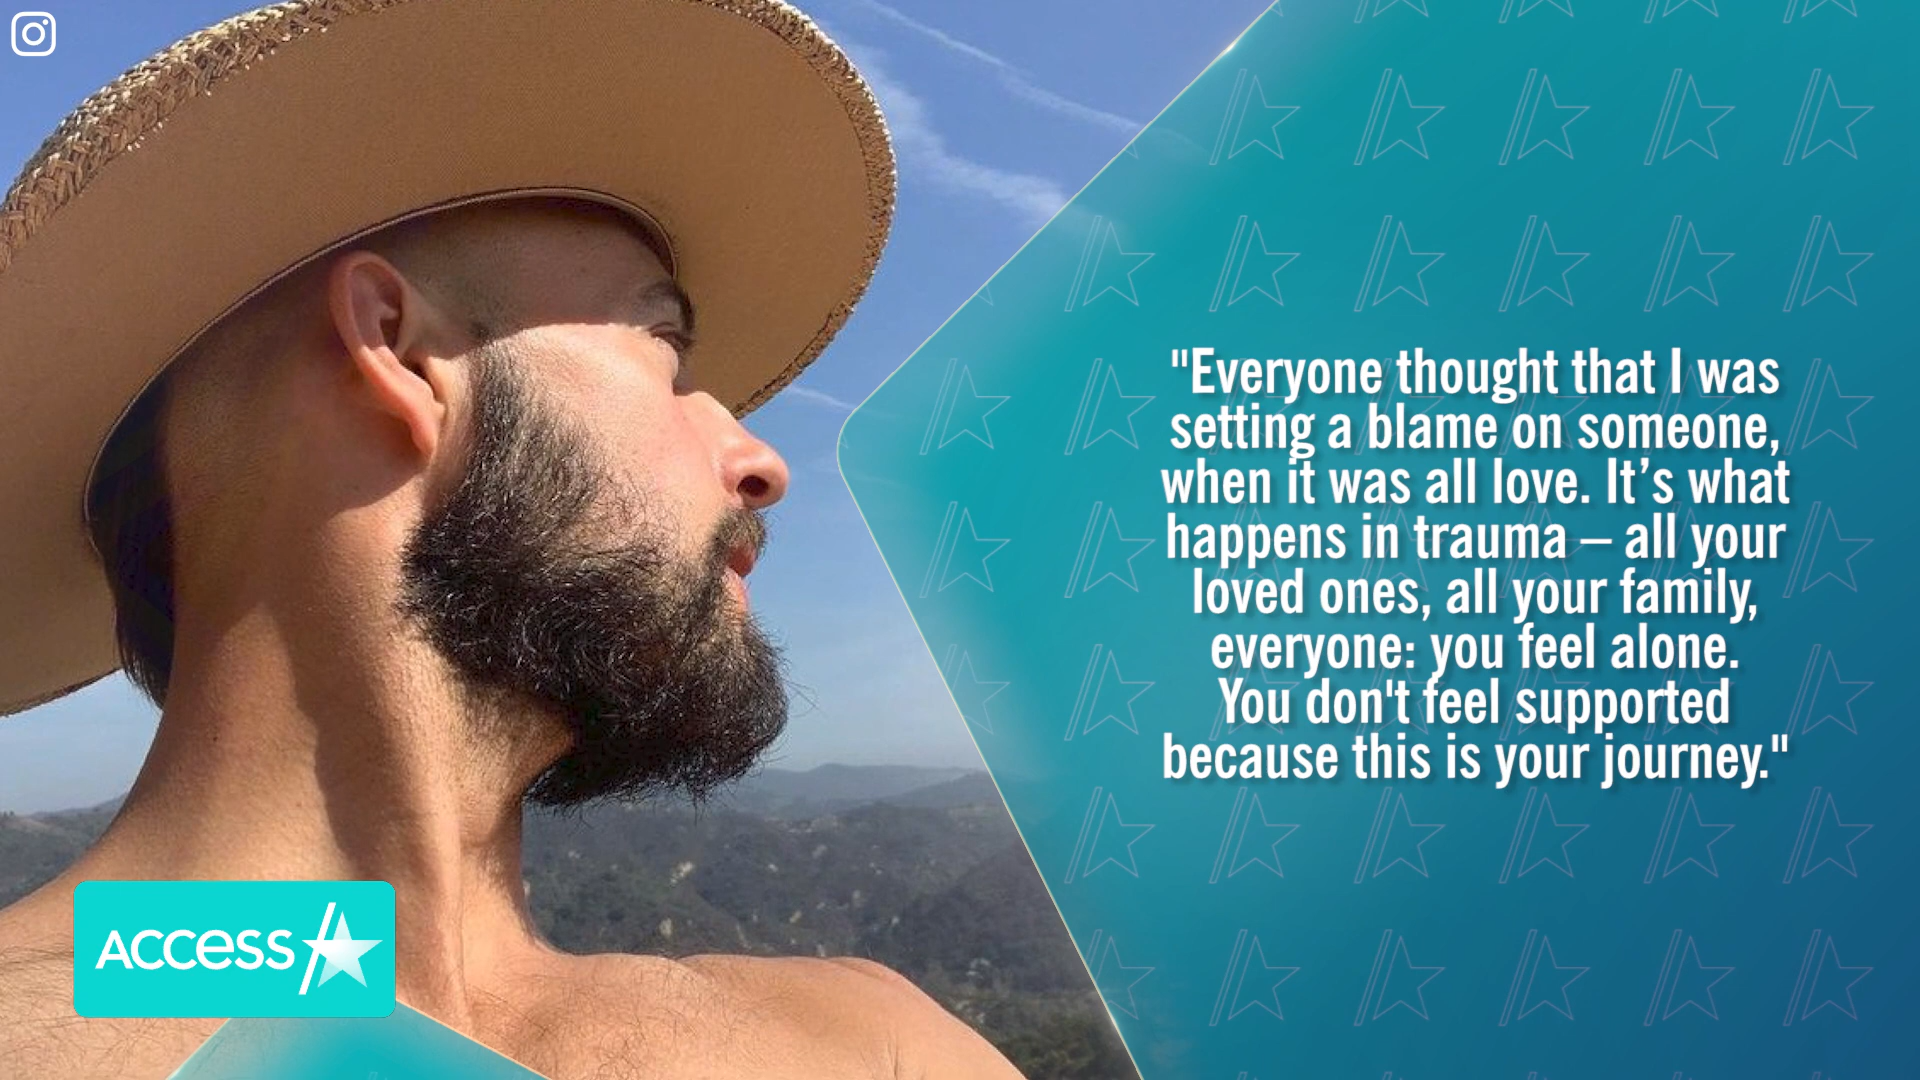 "Everyone thought that I was
setting a blame on someone,
when it was all love. It’s what
happens in trauma – all your
loved ones, all your family,
everyone: you feel alone.
You don't feel supported
because this is your journey."
ACCESS